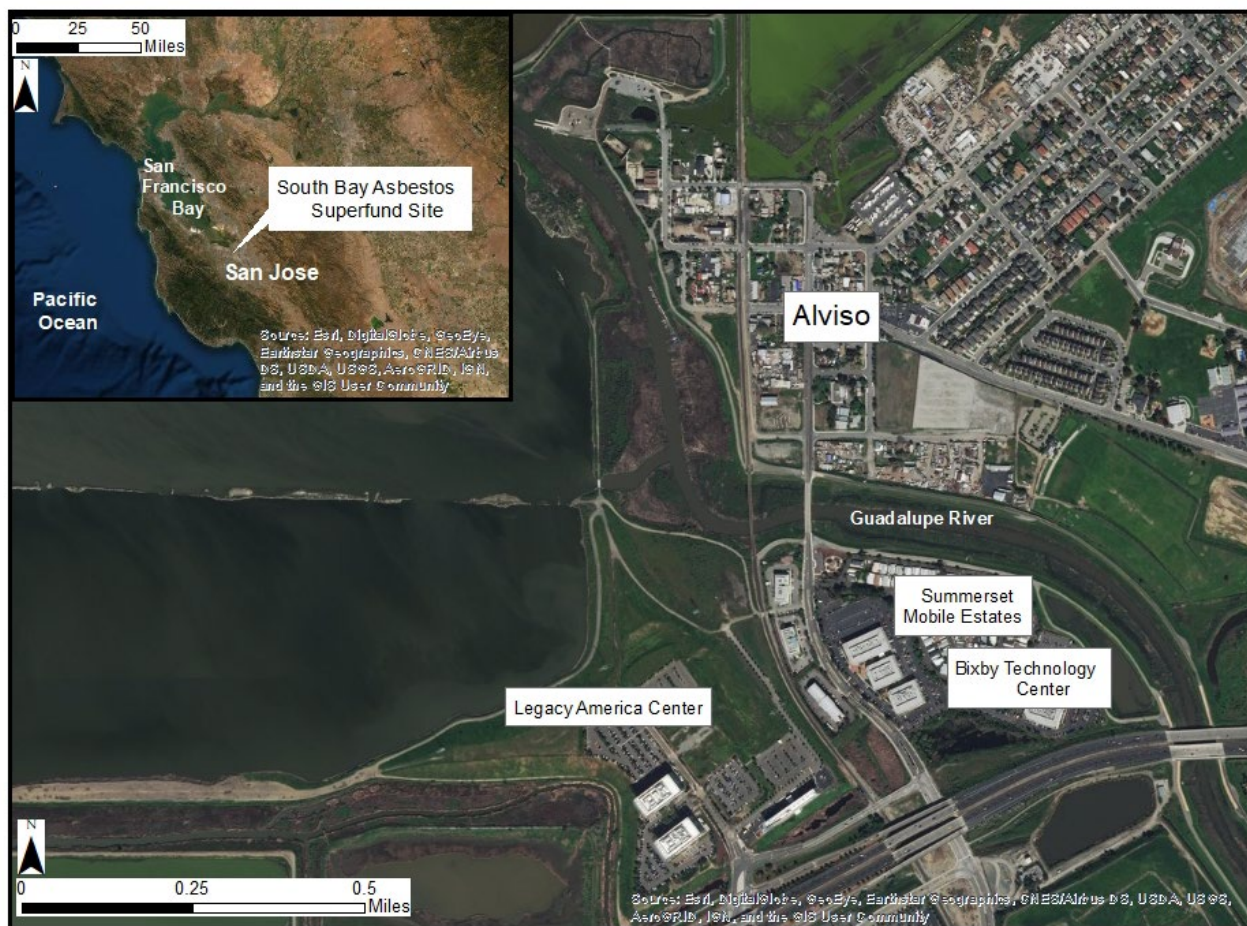 0 25 50
Miles
N
San
Francisco
Bay
South Bay Asbestos
Superfund Site
San Jose
Pacific
Ocean
Source: Esri, DigitalGlobe, GeoEye,
Earthstar Geographics, CNES/Airbus
DS, USDA, USGS, AeroGRID, IGN,
and the GIS User Community
Alviso
Guadalupe River
Summerset
Mobile Estates
Bixby Technology
Center
Legacy America Center
N
0 0.25 0.5
Miles
Source: Esri, DigitalGlobe, GeoEye, Earthstar Geographics, CNES/Airbus DS, USDA, USGS,
AeroGRID, IGN, and the GIS User Community